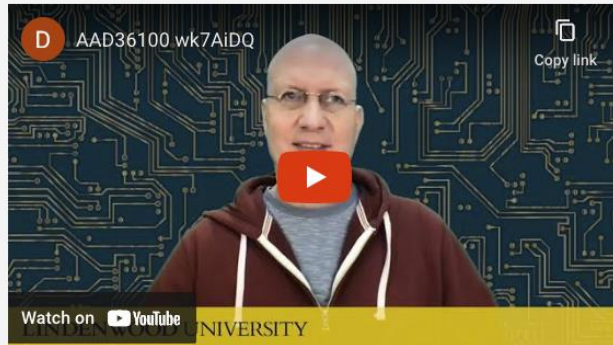 D AAD36100 wk7AiDQ
Copy link
Watch on YouTube
LINDENWOOD UNIVERSITY